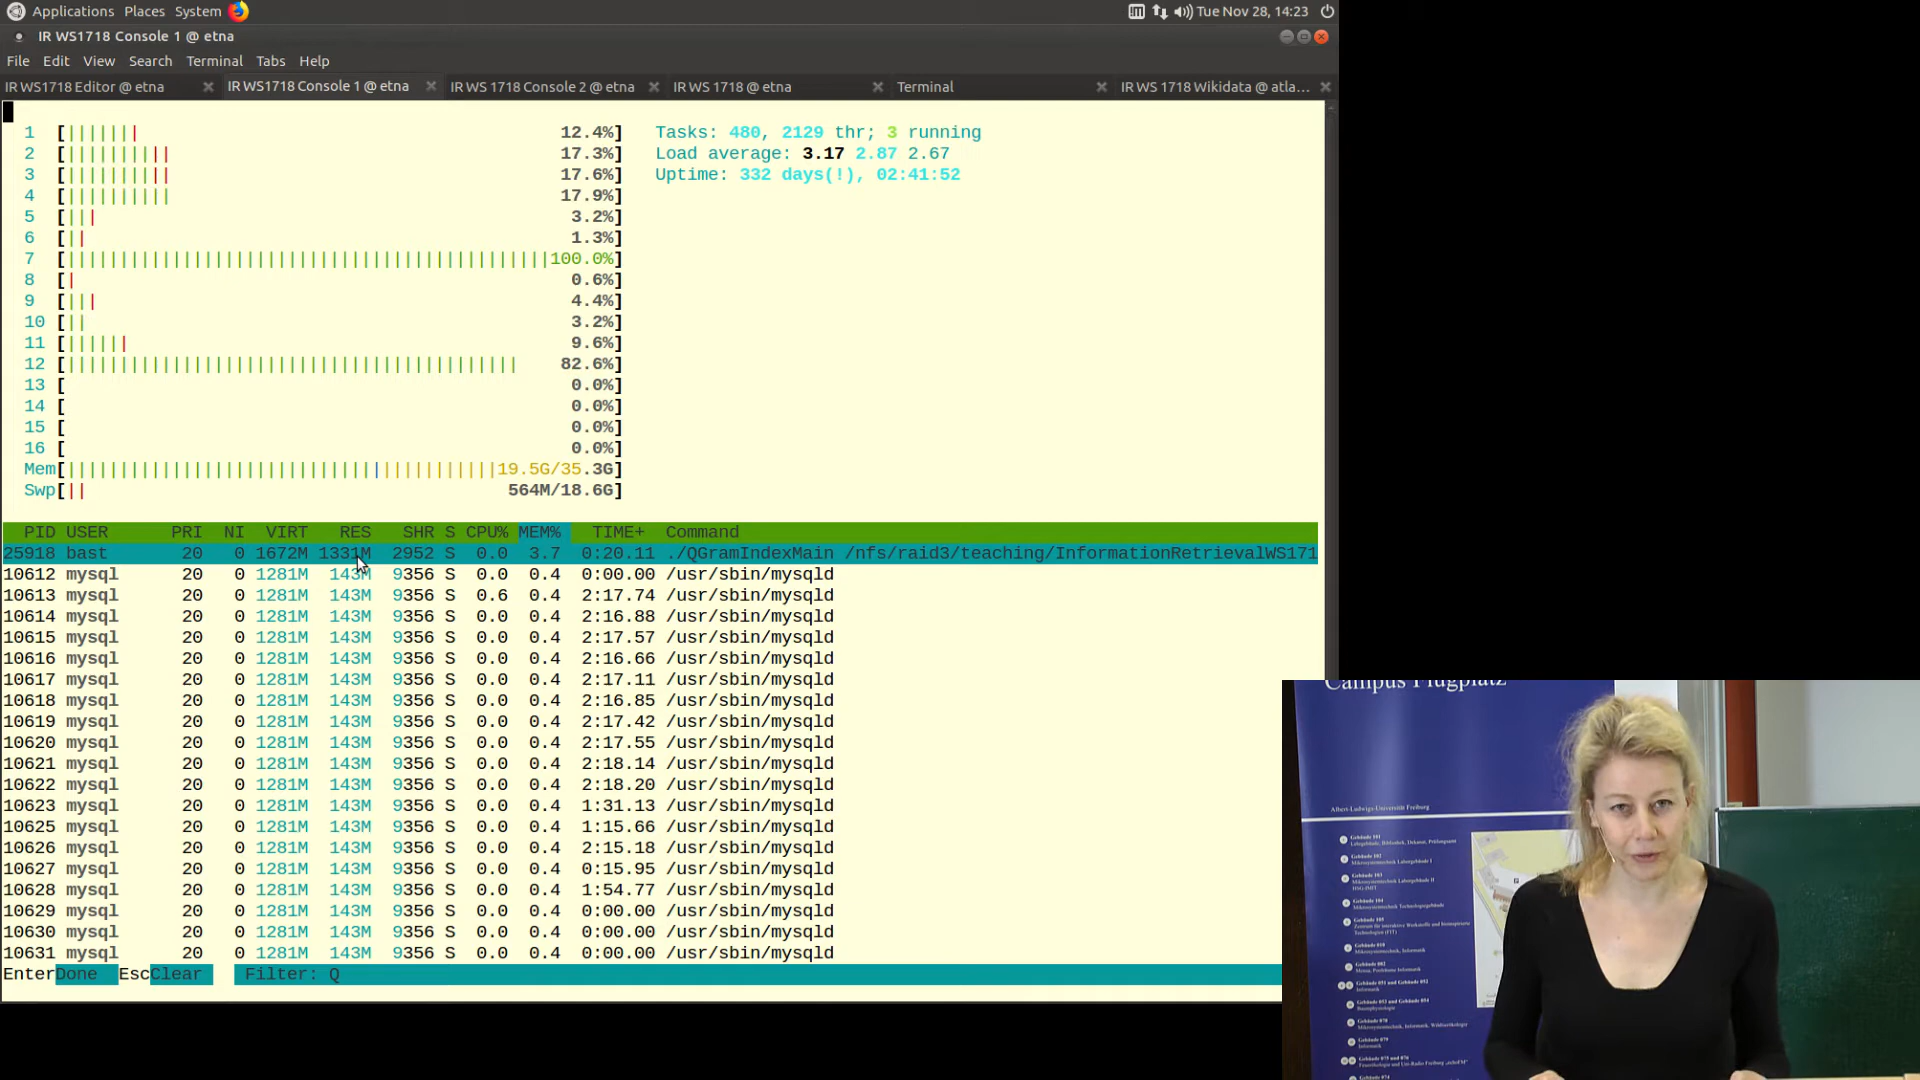 Applications Places System Tue Nov 28, 14:23
IR WS1718 Console 1 @ etna
File Edit View Search Terminal Tabs Help
IR WS1718 Editor @ etna IR WS1718 Console 1 @ etna IR WS 1718 Console 2 @ etna IR WS 1718 @ etna Terminal IR WS 1718 Wikidata @ atla...
1 [||||||| 12.4%] Tasks: 480, 2129 thr; 3 running
2 [|||||||||| 17.3%] Load average: 3.17 2.87 2.67
3 [|||||||||| 17.6%] Uptime: 332 days(!), 02:41:52
4 [|||||||||| 17.9%]
5 [||| 3.2%]
6 [|| 1.3%]
7 [||||||||||||||||||||||||||||||||||||||||||||||100.0%]
8 [| 0.6%]
9 [||| 4.4%]
10 [|| 3.2%]
11 [|||||| 9.6%]
12 [||||||||||||||||||||||||||||||||||||||||||| 82.6%]
13 [ 0.0%]
14 [ 0.0%]
15 [ 0.0%]
16 [ 0.0%]
Mem[|||||||||||||||||||||||||||||||||||||||||19.5G/35.3G]
Swp[|| 564M/18.6G]
PID USER PRI NI VIRT RES SHR S CPU% MEM% TIME+ Command
25918 bast 20 0 1672M 1331M 2952 S 0.0 3.7 0:20.11 ./QGramIndexMain /nfs/raid3/teaching/InformationRetrievalWS171
10612 mysql 20 0 1281M 143M 9356 S 0.0 0.4 0:00.00 /usr/sbin/mysqld
10613 mysql 20 0 1281M 143M 9356 S 0.6 0.4 2:17.74 /usr/sbin/mysqld
10614 mysql 20 0 1281M 143M 9356 S 0.0 0.4 2:16.88 /usr/sbin/mysqld
10615 mysql 20 0 1281M 143M 9356 S 0.0 0.4 2:17.57 /usr/sbin/mysqld
10616 mysql 20 0 1281M 143M 9356 S 0.0 0.4 2:16.66 /usr/sbin/mysqld
10617 mysql 20 0 1281M 143M 9356 S 0.0 0.4 2:17.11 /usr/sbin/mysqld
10618 mysql 20 0 1281M 143M 9356 S 0.0 0.4 2:16.85 /usr/sbin/mysqld
10619 mysql 20 0 1281M 143M 9356 S 0.0 0.4 2:17.42 /usr/sbin/mysqld
10620 mysql 20 0 1281M 143M 9356 S 0.0 0.4 2:17.55 /usr/sbin/mysqld
10621 mysql 20 0 1281M 143M 9356 S 0.0 0.4 2:18.14 /usr/sbin/mysqld
10622 mysql 20 0 1281M 143M 9356 S 0.0 0.4 2:18.20 /usr/sbin/mysqld
10623 mysql 20 0 1281M 143M 9356 S 0.0 0.4 1:31.13 /usr/sbin/mysqld
10625 mysql 20 0 1281M 143M 9356 S 0.0 0.4 1:15.66 /usr/sbin/mysqld
10626 mysql 20 0 1281M 143M 9356 S 0.0 0.4 2:15.18 /usr/sbin/mysqld
10627 mysql 20 0 1281M 143M 9356 S 0.0 0.4 0:15.95 /usr/sbin/mysqld
10628 mysql 20 0 1281M 143M 9356 S 0.0 0.4 1:54.77 /usr/sbin/mysqld
10629 mysql 20 0 1281M 143M 9356 S 0.0 0.4 0:00.00 /usr/sbin/mysqld
10630 mysql 20 0 1281M 143M 9356 S 0.0 0.4 0:00.00 /usr/sbin/mysqld
10631 mysql 20 0 1281M 143M 9356 S 0.0 0.4 0:00.00 /usr/sbin/mysqld
EnterDone EscClear Filter: Q
Campus Flugplatz
Albert-Ludwigs-Universität Freiburg